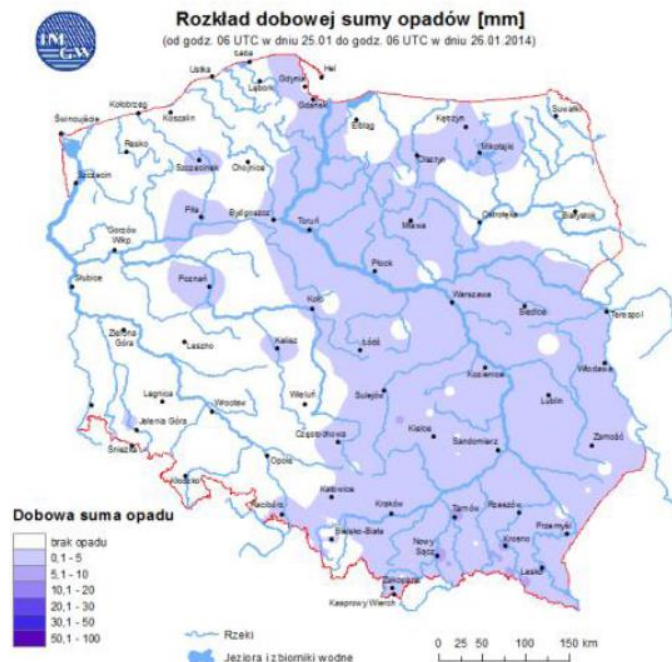 Rozkład dobowej sumy opadów [mm]
(od godz. 06 UTC w dniu 25.01 do godz. 06 UTC w dniu 26.01.2014)
IM
GW
Łeba
Hel
Ustka
Gdynia
Lębork
Gdańsk
Kołobrzeg
Koszalin
Świnoujście
Elbląg
Kętrzyn
Suwałki
Resko
Szczecinek
Chojnice
Olsztyn
Mikołajki
Szczecin
Piła
Bydgoszcz
Toruń
Mława
Ostrołęka
Białystok
Gorzów
Wlkp
Płock
Słubice
Poznań
Koło
Warszawa
Siedlce
Terespol
Zielona
Góra
Leszno
Kalisz
Łódź
Kozienice
Włodawa
Legnica
Wrocław
Wieluń
Sulejów
Lublin
Jelenia Góra
Częstochowa
Kielce
Sandomierz
Zamość
Śnieżka
Kłodzko
Opole
Katowice
Racibórz
Kraków
Tarnów
Rzeszów
Przemyśl
Bielsko-Biała
Nowy
Sącz
Krosno
Lesko
Zakopane
Kasprowy Wierch
Dobowa suma opadu
brak opadu
0,1 - 5
5,1 - 10
10,1 - 20
20,1 - 30
30,1 - 50
50,1 - 100
Rzeki
Jeziora i zbiorniki wodne
0 25 50 100 150 km